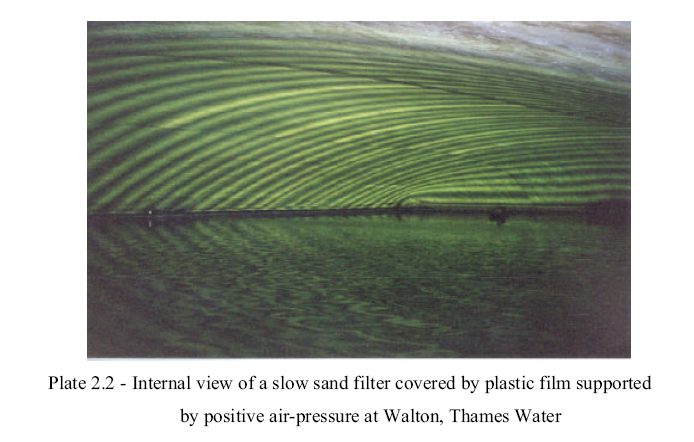 Plate 2.2 - Internal view of a slow sand filter covered by plastic film supported
by positive air-pressure at Walton, Thames Water